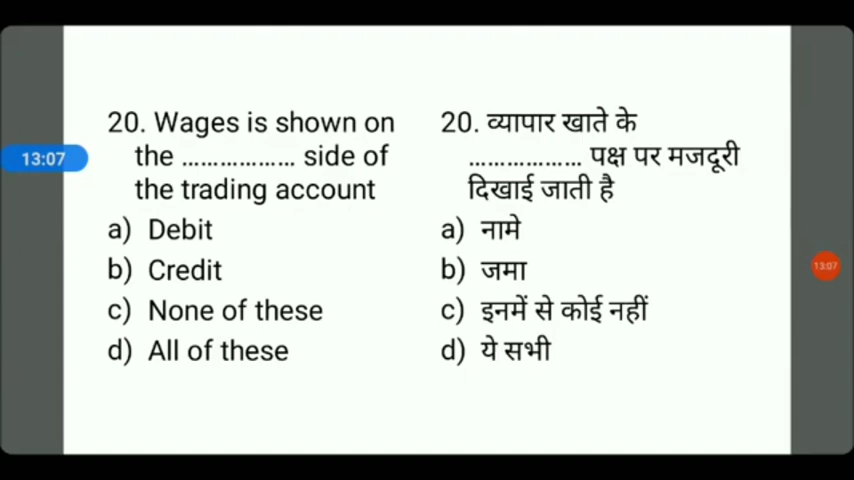 20. Wages is shown on
the .................. side of
the trading account
a) Debit
b) Credit
c) None of these
d) All of these
20. व्यापार खाते के
.................. पक्ष पर मजदूरी
दिखाई जाती है
a) नामे
b) जमा
c) इनमें से कोई नहीं
d) ये सभी
13:07
13:07